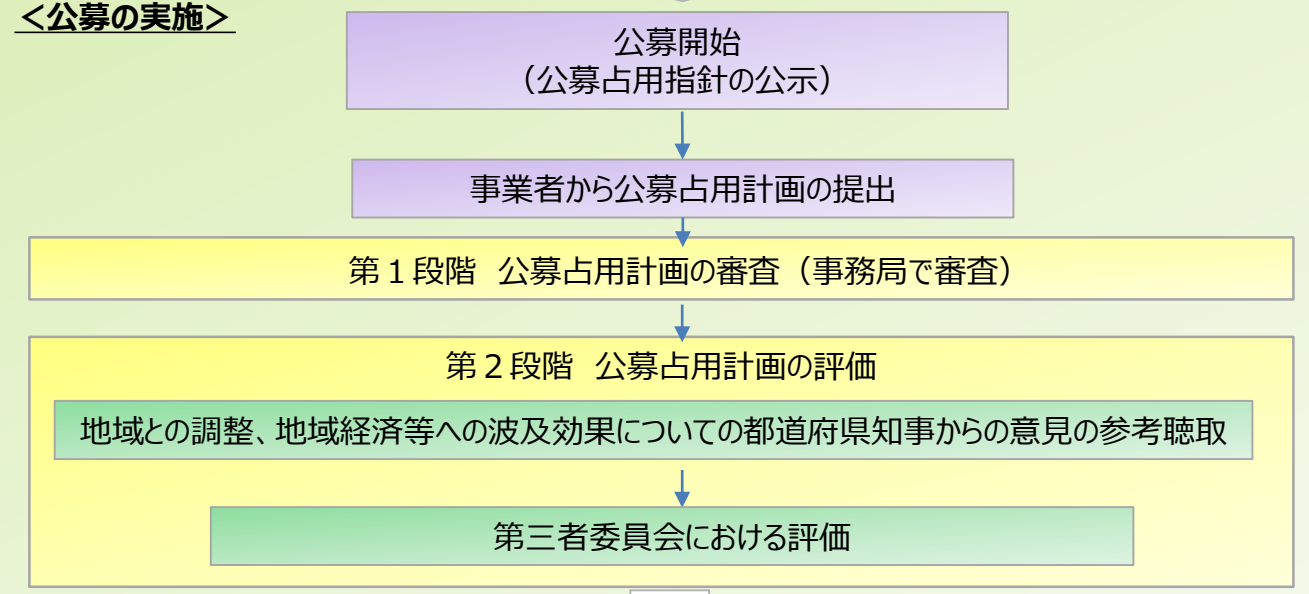 ＜公募の実施＞
公募開始
（公募占用指針の公示）
事業者から公募占用計画の提出
第１段階 公募占用計画の審査（事務局で審査）
第２段階 公募占用計画の評価
地域との調整、地域経済等への波及効果についての都道府県知事からの意見の参考聴取
第三者委員会における評価